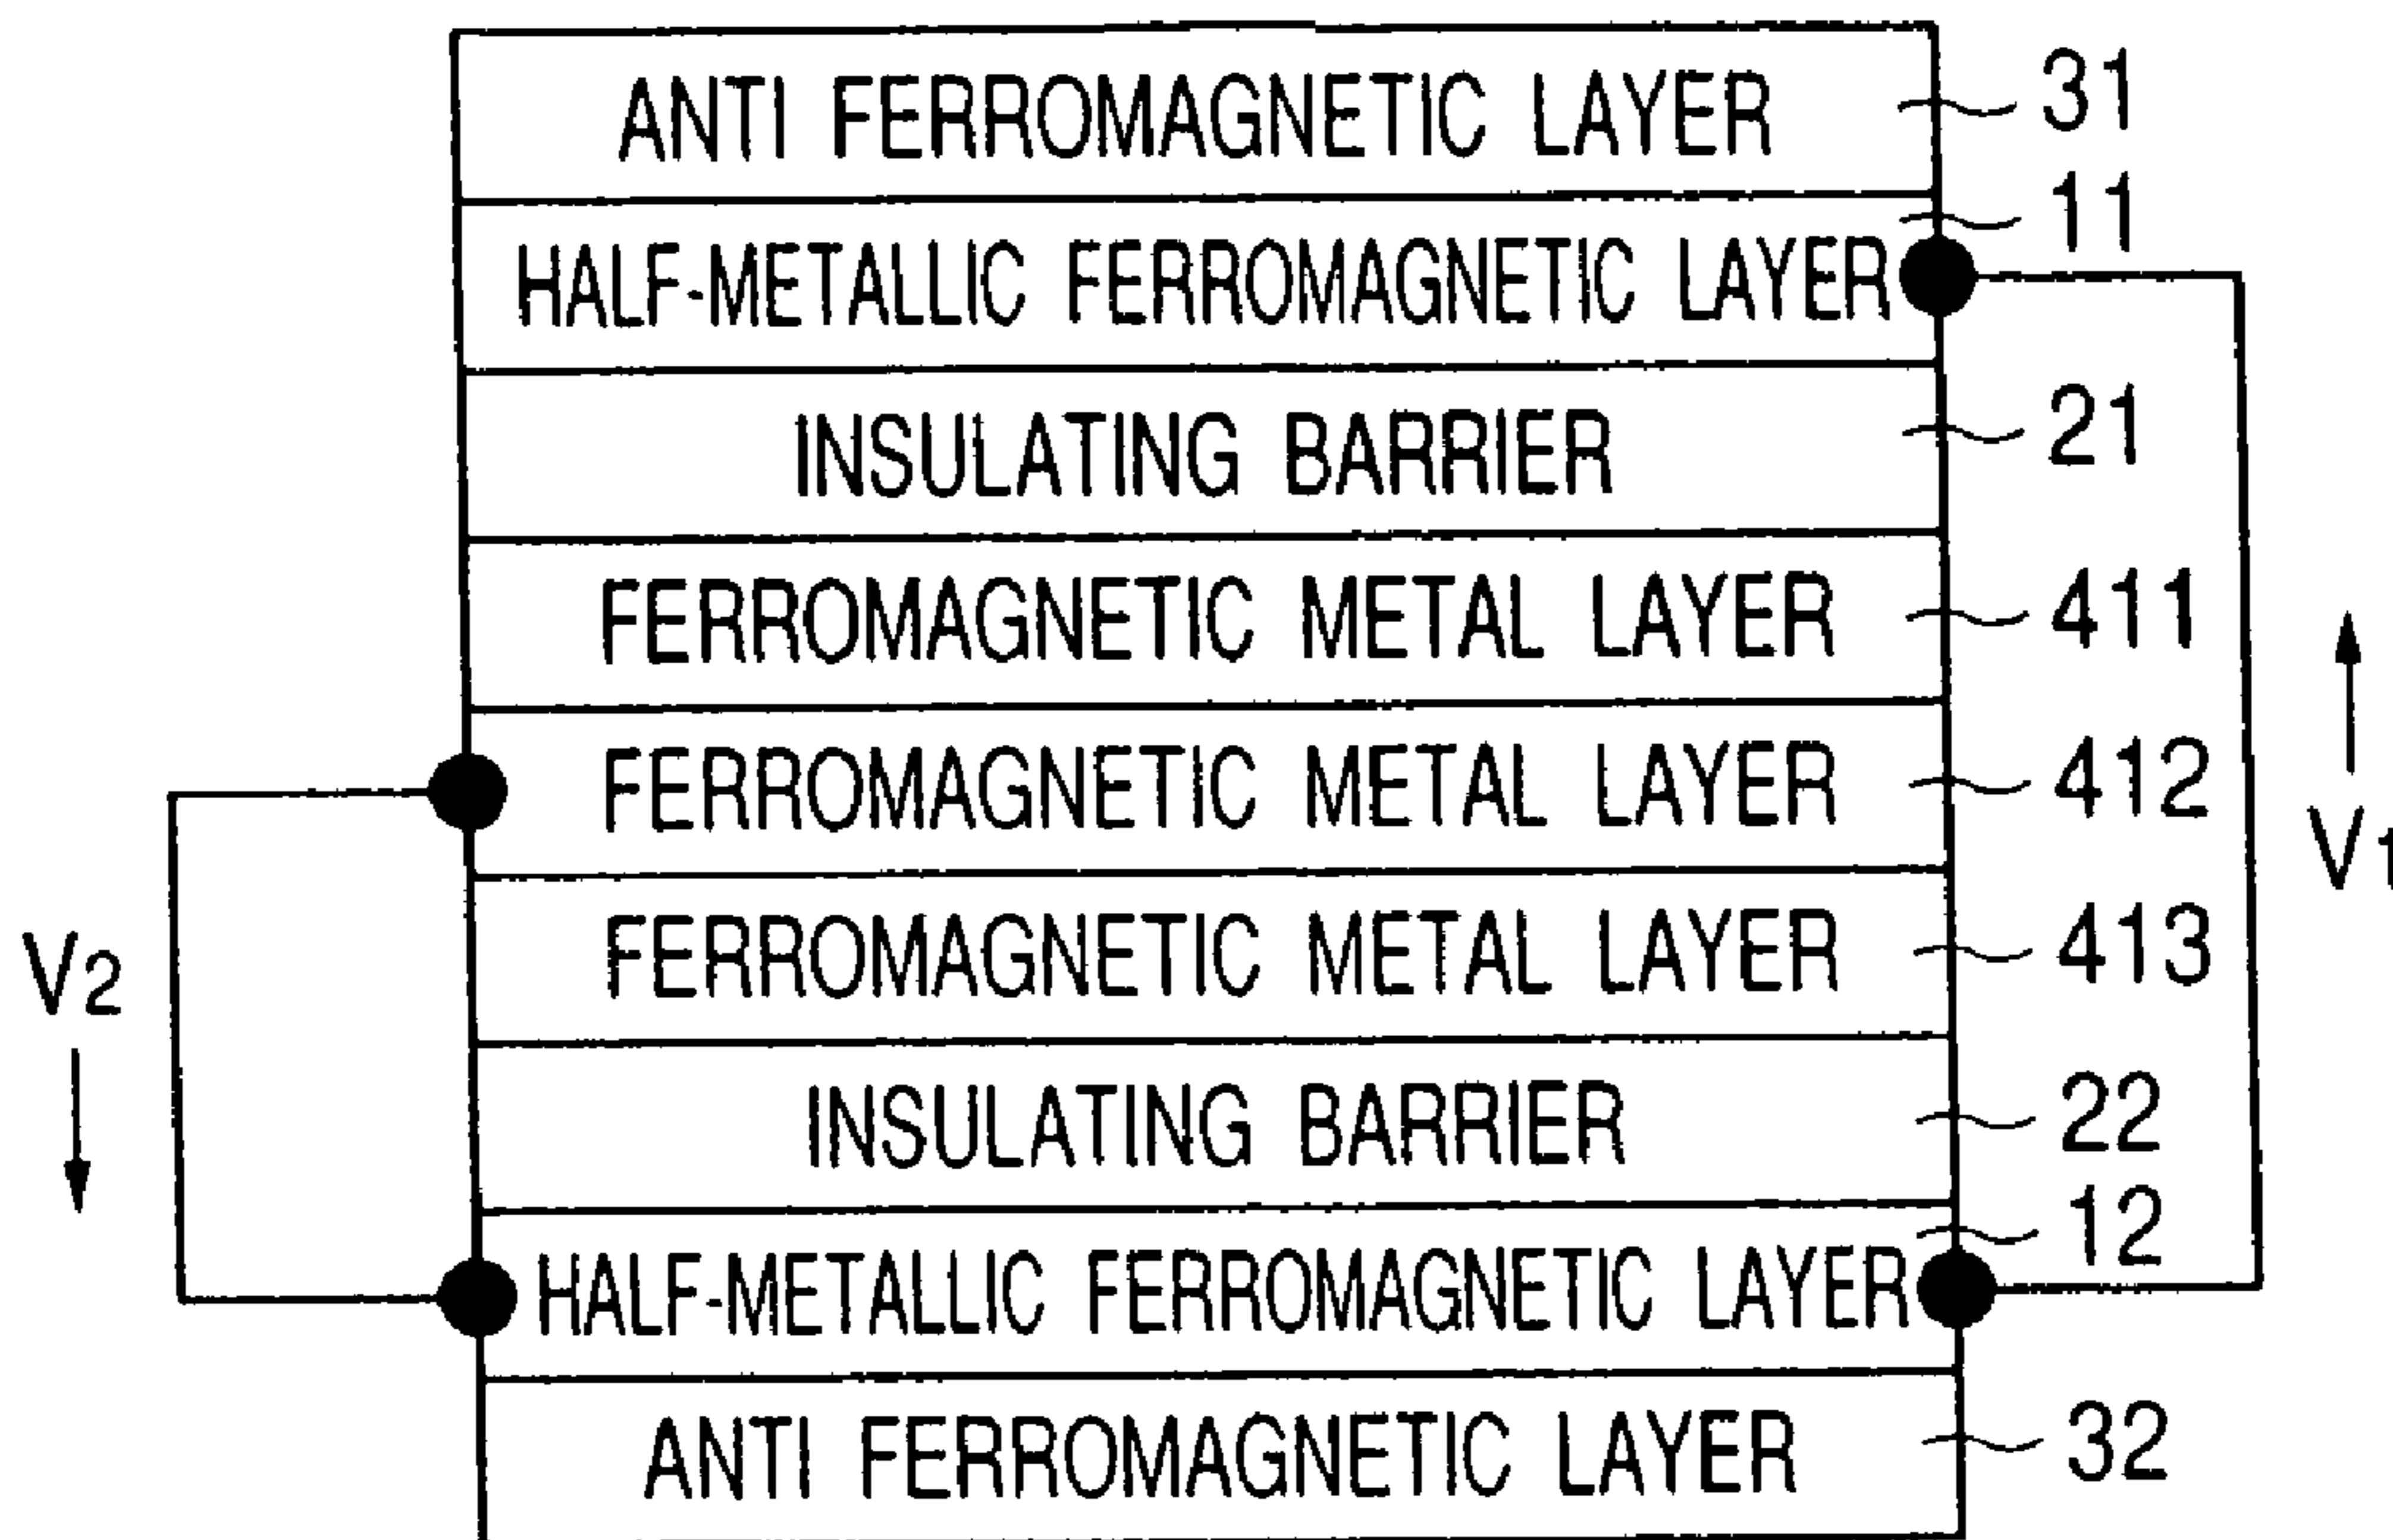 ANTI FERROMAGNETIC LAYER 31
11
HALF-METALLIC FERROMAGNETIC LAYER
INSULATING BARRIER 21
FERROMAGNETIC METAL LAYER 411
FERROMAGNETIC METAL LAYER 412
V1
FERROMAGNETIC METAL LAYER 413
V2
INSULATING BARRIER 22
12
HALF-METALLIC FERROMAGNETIC LAYER
ANTI FERROMAGNETIC LAYER 32